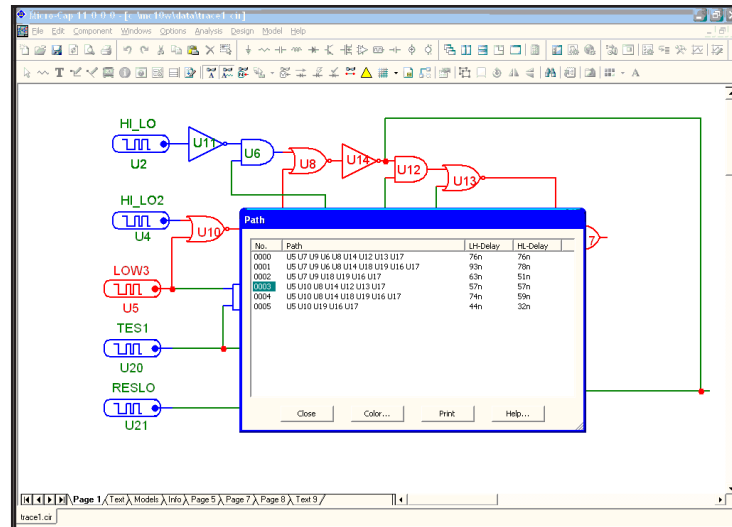 Micro-Cap 11.0.0.0 - [c:\mc10w\data\trace1.cir]
File Edit Component Windows Options Analysis Design Model Help
HI_LO
U2
U11
U6
U8
U14
U12
U13
HI_LO2
U4
U10
LOW3
U5
TES1
U20
RESLO
U21
7
Path
No. Path LH-Delay HL-Delay
0000 U5 U7 U9 U6 U8 U14 U12 U13 U17 76n 76n
0001 U5 U7 U9 U6 U8 U14 U18 U19 U16 U17 93n 78n
0002 U5 U7 U9 U18 U19 U16 U17 63n 51n
0003 U5 U10 U8 U14 U12 U13 U17 57n 57n
0004 U5 U10 U8 U14 U18 U19 U16 U17 74n 59n
0005 U5 U10 U19 U16 U17 44n 32n
Close Color... Print Help...
Page 1 Text Models Info Page 5 Page 7 Page 8 Text 9
trace1.cir